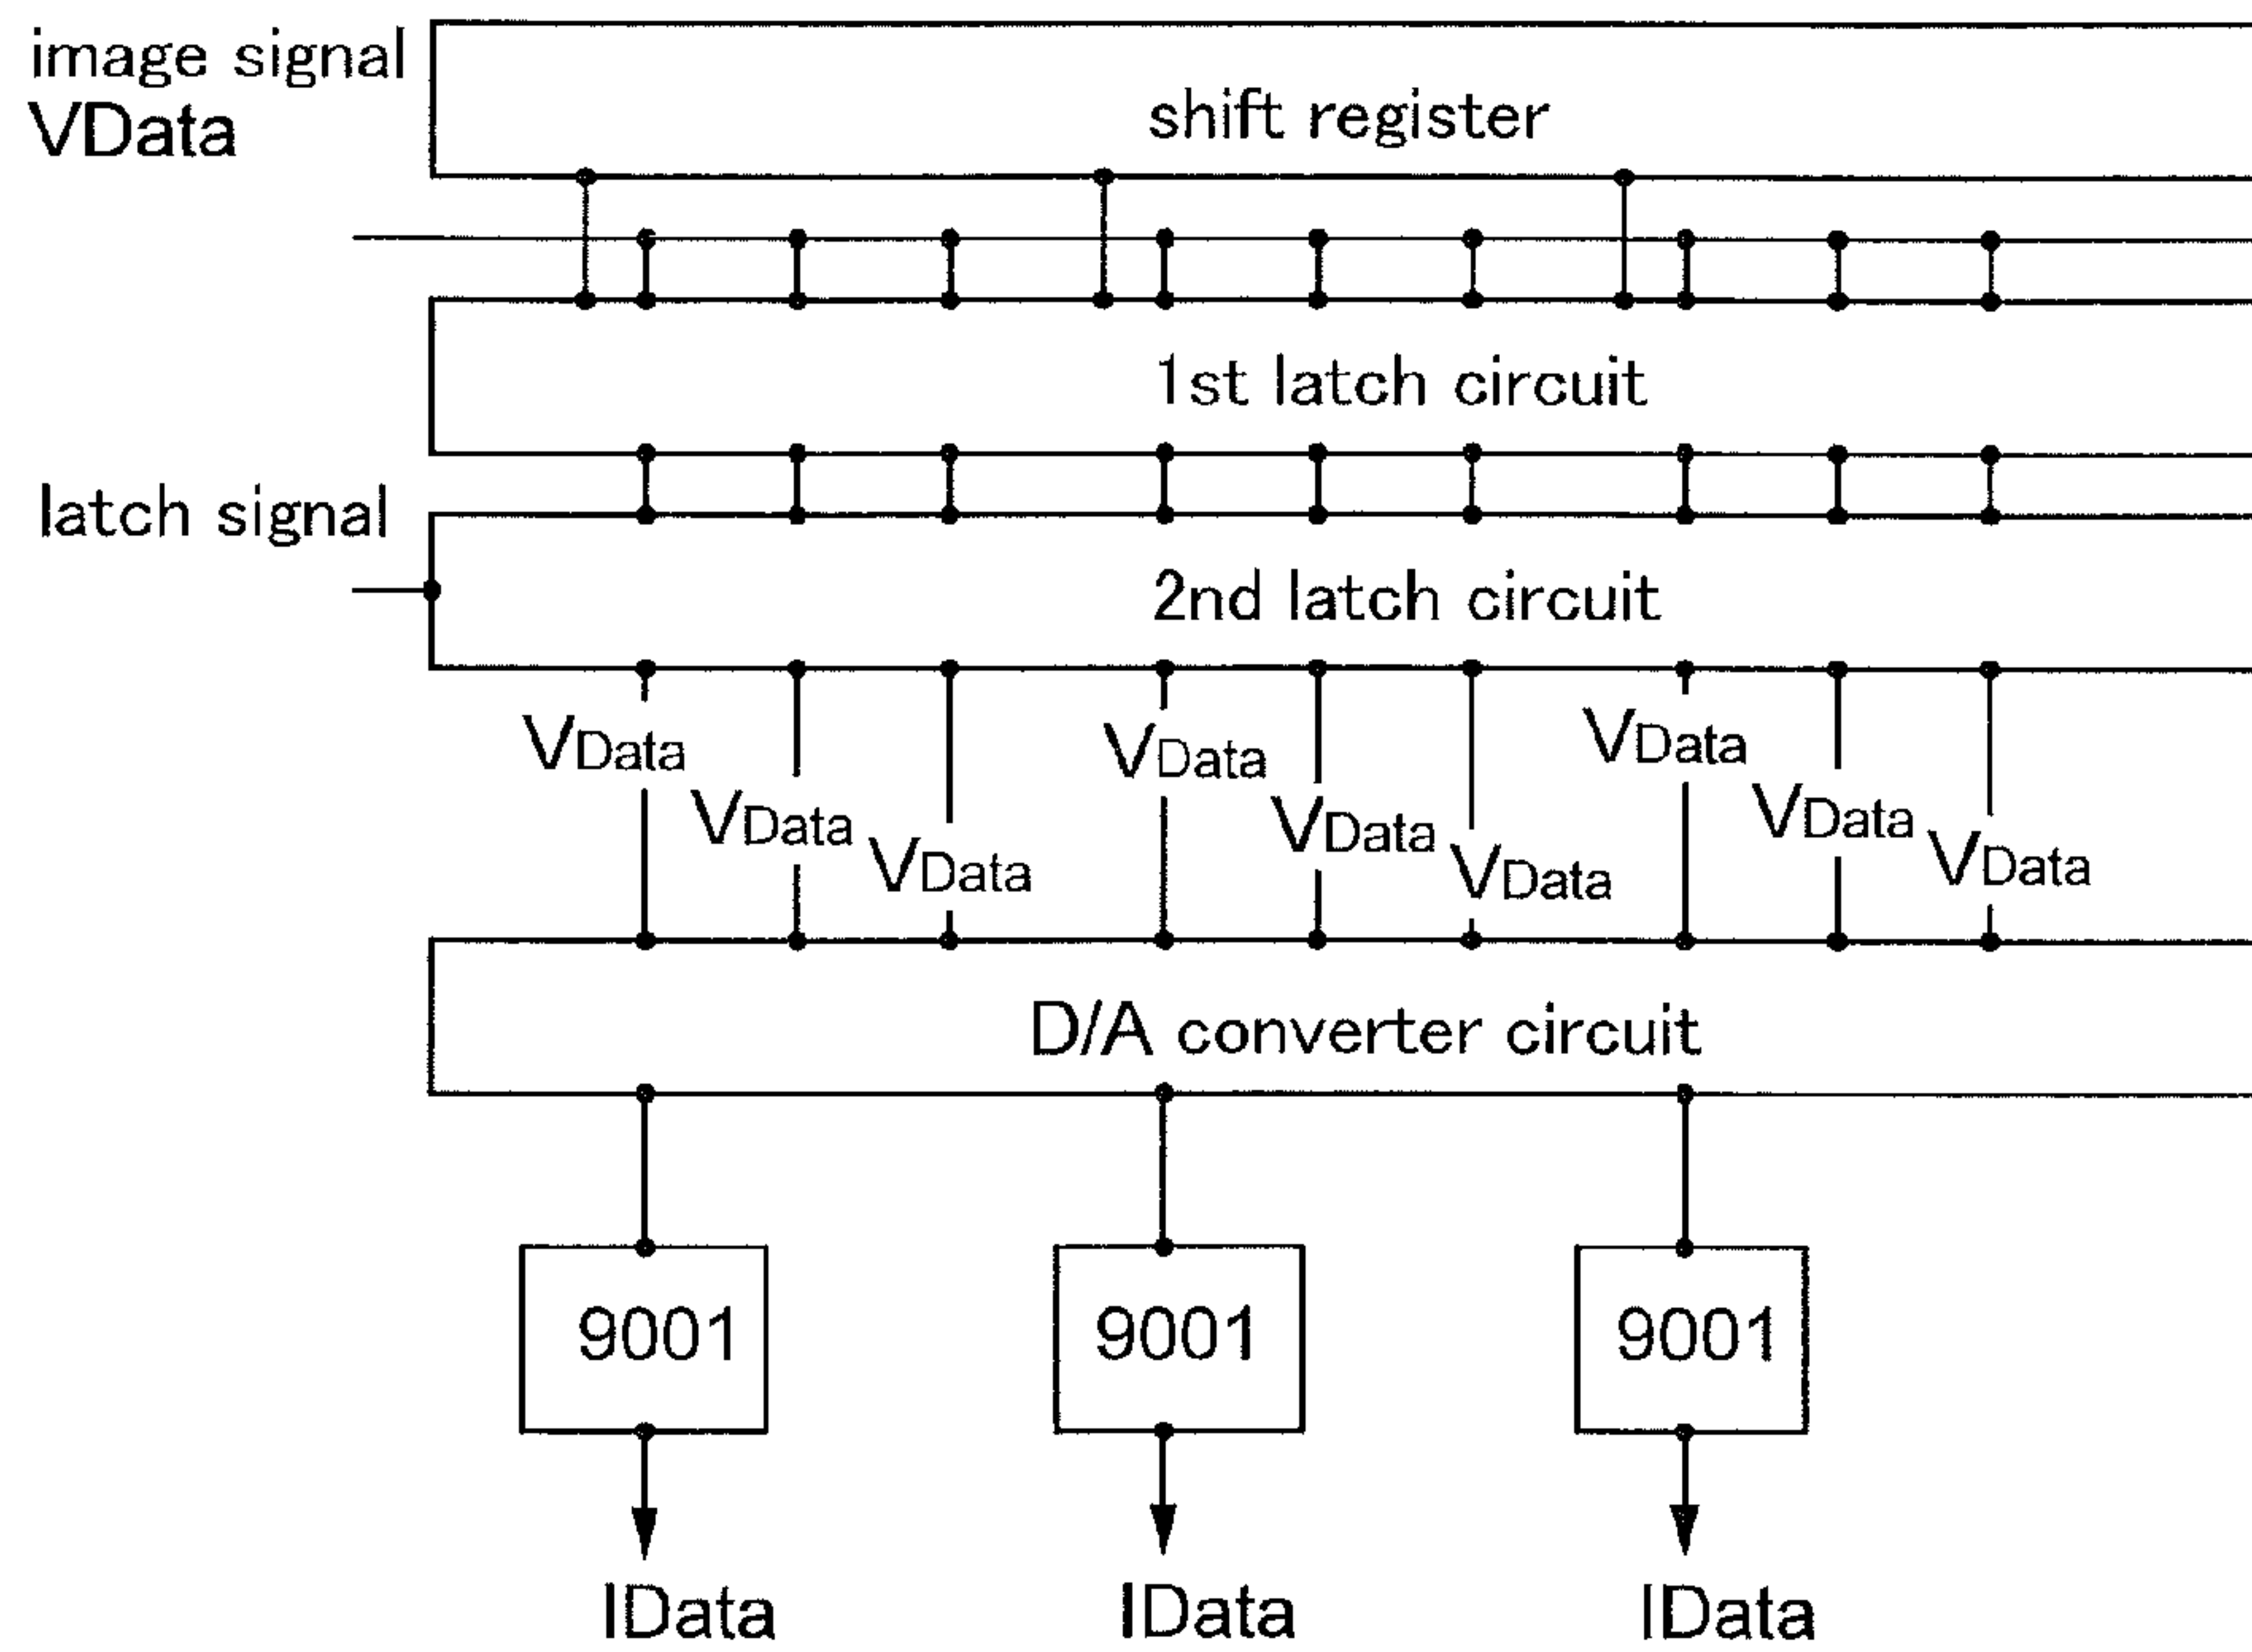 image signal
VData
shift register
1st latch circuit
latch signal
2nd latch circuit
VData
VData
VData
VData
VData
VData
VData
VData
VData
D/A converter circuit
9001
9001
9001
IData
IData
IData